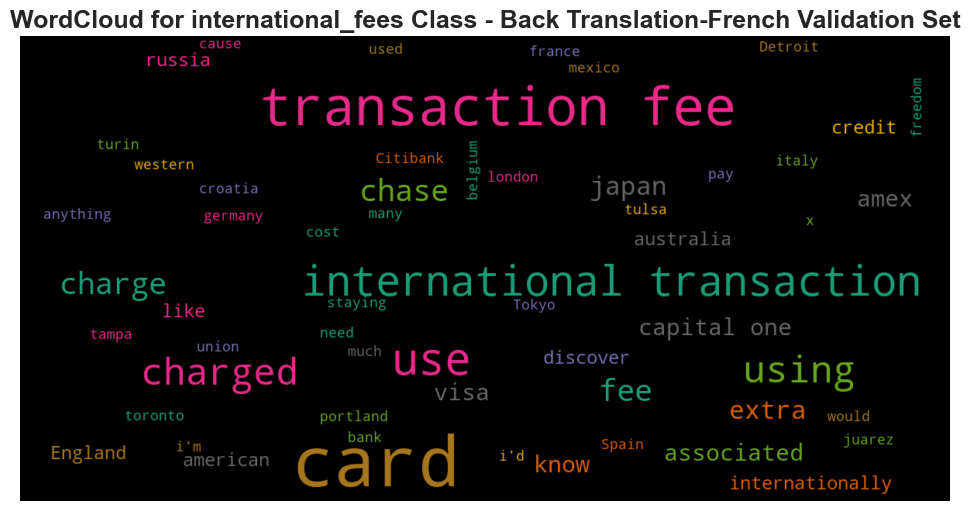 WordCloud for international_fees Class - Back Translation-French Validation Set
cause
used
france
Detroit
russia
mexico
transaction fee
freedom
credit
turin
western
Citibank
belgium
italy
london
pay
croatia
chase
japan
amex
anything
germany
many
tulsa
x
cost
australia
charge
international transaction
staying
Tokyo
like
tampa
need
capital one
union
much
discover
charged
use
using
visa
fee
extra
toronto
portland
would
bank
juarez
England
i'm
american
card
i'd
know
Spain
associated
internationally